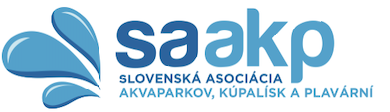 saakp
SLOVENSKÁ ASOCIÁCIA
AKVAPARKOV, KÚPALÍSK A PLAVÁRNÍ